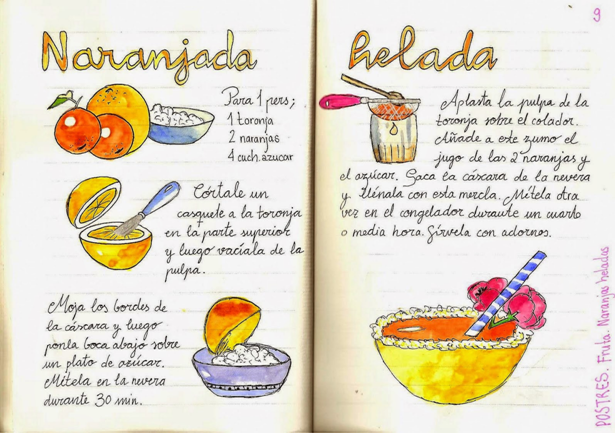 Naranjada helada
9
Para 1 pers;
1 toronja
2 naranjas
4 cuch. azucar
Córtale un
casquete a la toronja
en la parte superior
y luego vacíala de la
pulpa.
Moja los bordes de
la cáscara y luego
ponla boca abajo sobre
un plato de azúcar.
Métela en la nevera
durante 30 min.
Aplasta la pulpa de la
toronja sobre el colador.
Añade a este zumo el
jugo de las 2 naranjas y
el azúcar. Saca la cáscara de la nevera
y llénala con esta mezcla. Métela otra
vez en el congelador durante un cuarto
o media hora. Sírvela con adornos.
POSTRES. Fruta. Naranjas heladas